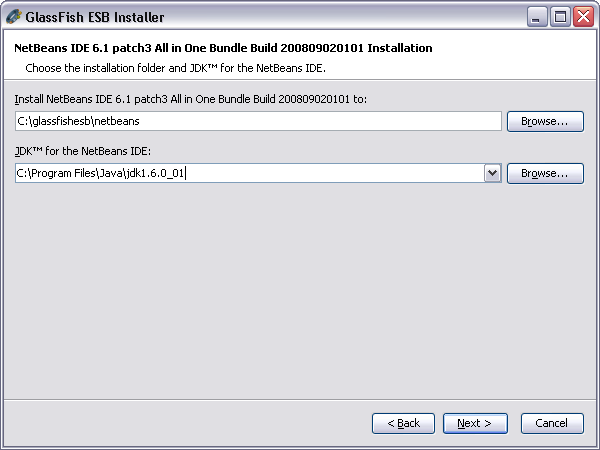 GlassFish ESB Installer
NetBeans IDE 6.1 patch3 All in One Bundle Build 200809020101 Installation
Choose the installation folder and JDK™ for the NetBeans IDE.
Install NetBeans IDE 6.1 patch3 All in One Bundle Build 200809020101 to:
C:\glassfishesb\netbeans
Browse...
JDK™ for the NetBeans IDE:
C:\Program Files\Java\jdk1.6.0_01
Browse...
< Back
Next >
Cancel